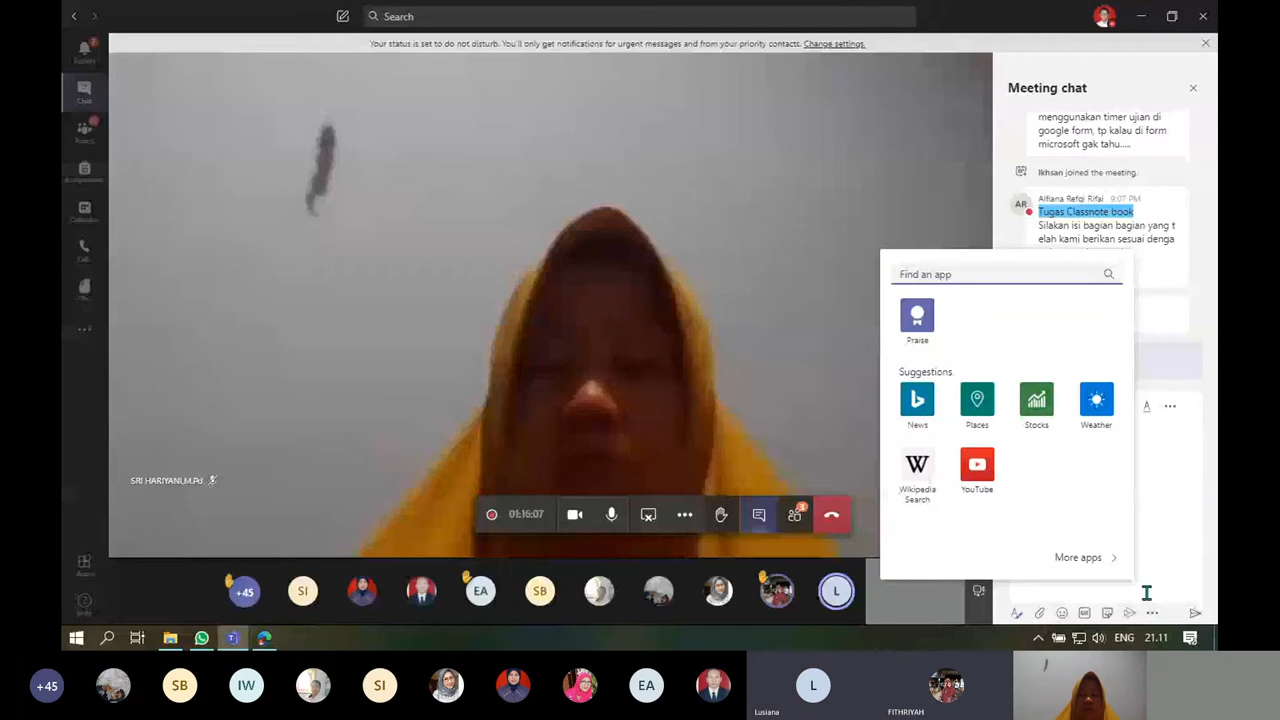 Search
Your status is set to do not disturb. You'll only get notifications for urgent messages and from your priority contacts. Change settings.
Meeting chat
menggunakan timer ujian di
google form, tp kalau di form
microsoft gak tahu.....
Ikhsan joined the meeting.
Alfiana Refqi Rifai 9:07 PM
AR
Tugas Classnote book
Silakan isi bagian bagian yang t
elah kami berikan sesuai denga
Find an app
Praise
Suggestions
News
Places
Stocks
Weather
Wikipedia
Search
YouTube
More apps
Chat
SRI HARIYANI,M.Pd
01:16:07
3
+45
SI
EA
SB
L
ENG
21.11
+45
SB
IW
SI
EA
L
Lusiana
FITHRIYAH